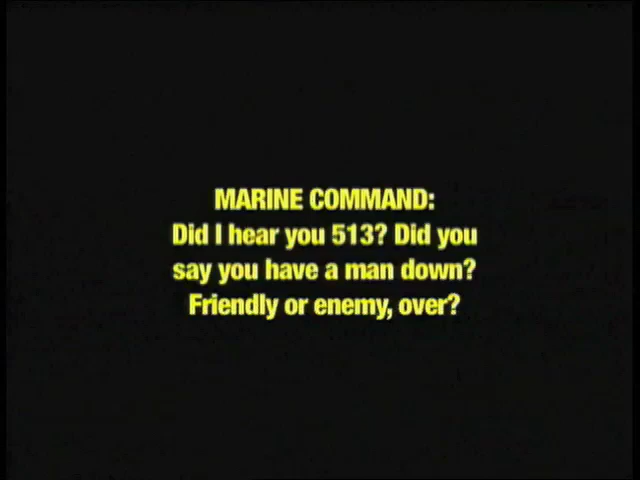 MARINE COMMAND:
Did I hear you 513? Did you
say you have a man down?
Friendly or enemy, over?